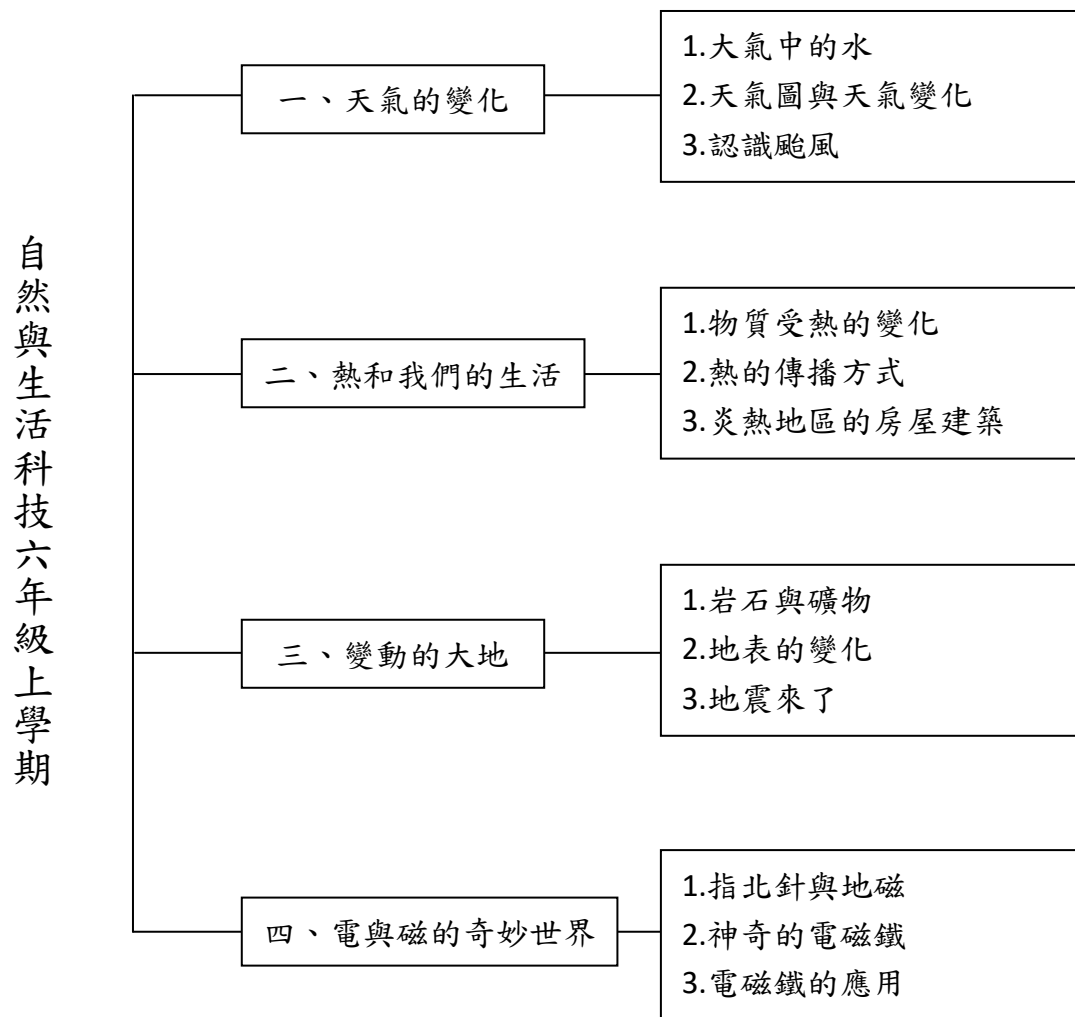 自然與生活科技六年級上學期
一、天氣的變化
1.大氣中的水
2.天氣圖與天氣變化
3.認識颱風
二、熱和我們的生活
1.物質受熱的變化
2.熱的傳播方式
3.炎熱地區的房屋建築
三、變動的大地
1.岩石與礦物
2.地表的變化
3.地震來了
四、電與磁的奇妙世界
1.指北針與地磁
2.神奇的電磁鐵
3.電磁鐵的應用